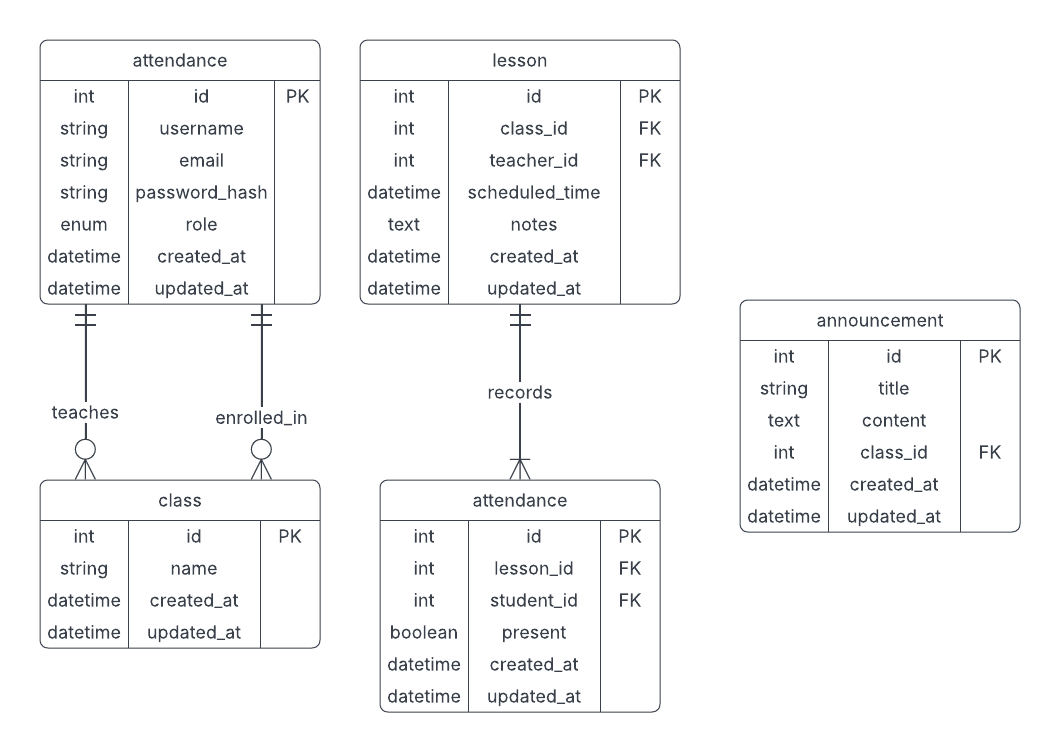 attendance
int id PK
string username
string email
string password_hash
enum role
datetime created_at
datetime updated_at
lesson
int id PK
int class_id FK
int teacher_id FK
datetime scheduled_time
text notes
datetime created_at
datetime updated_at
announcement
int id PK
string title
text content
int class_id FK
datetime created_at
datetime updated_at
teaches
enrolled_in
records
class
int id PK
string name
datetime created_at
datetime updated_at
attendance
int id PK
int lesson_id FK
int student_id FK
boolean present
datetime created_at
datetime updated_at